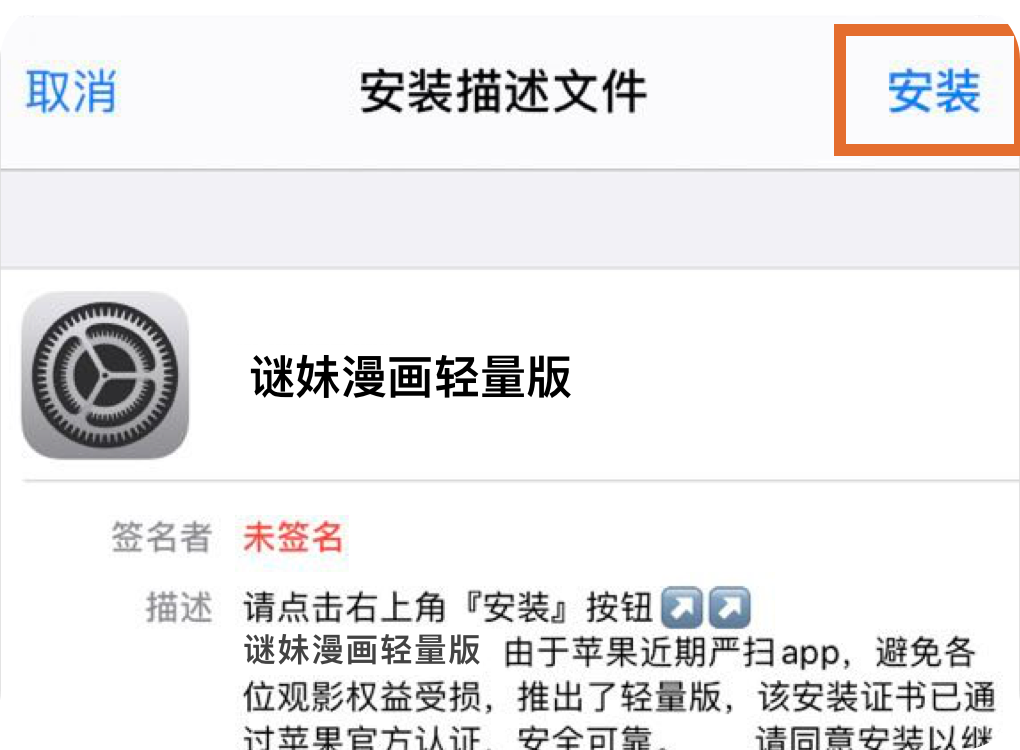 取消 安装描述文件 安装
谜妹漫画轻量版
签名者 未签名
描述 请点击右上角『安装』按钮↗️↗️
谜妹漫画轻量版 由于苹果近期严扫app，避免各
位观影权益受损，推出了轻量版，该安装证书已通
过苹果官方认证，安全可靠。 请同意安装以继